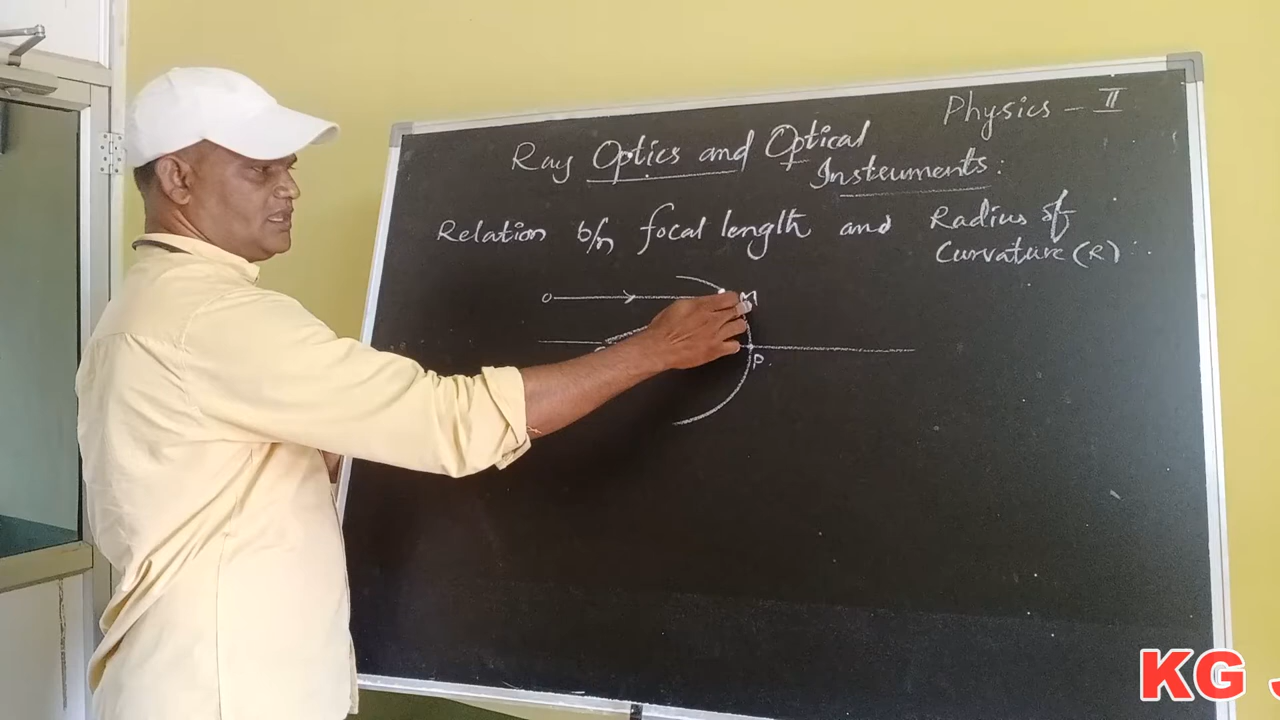 Physics - II
Ray Optics and Optical
Instruments:
Relation b/n focal length and Radius of
Curvature (R) :
O
M
P.
KG J